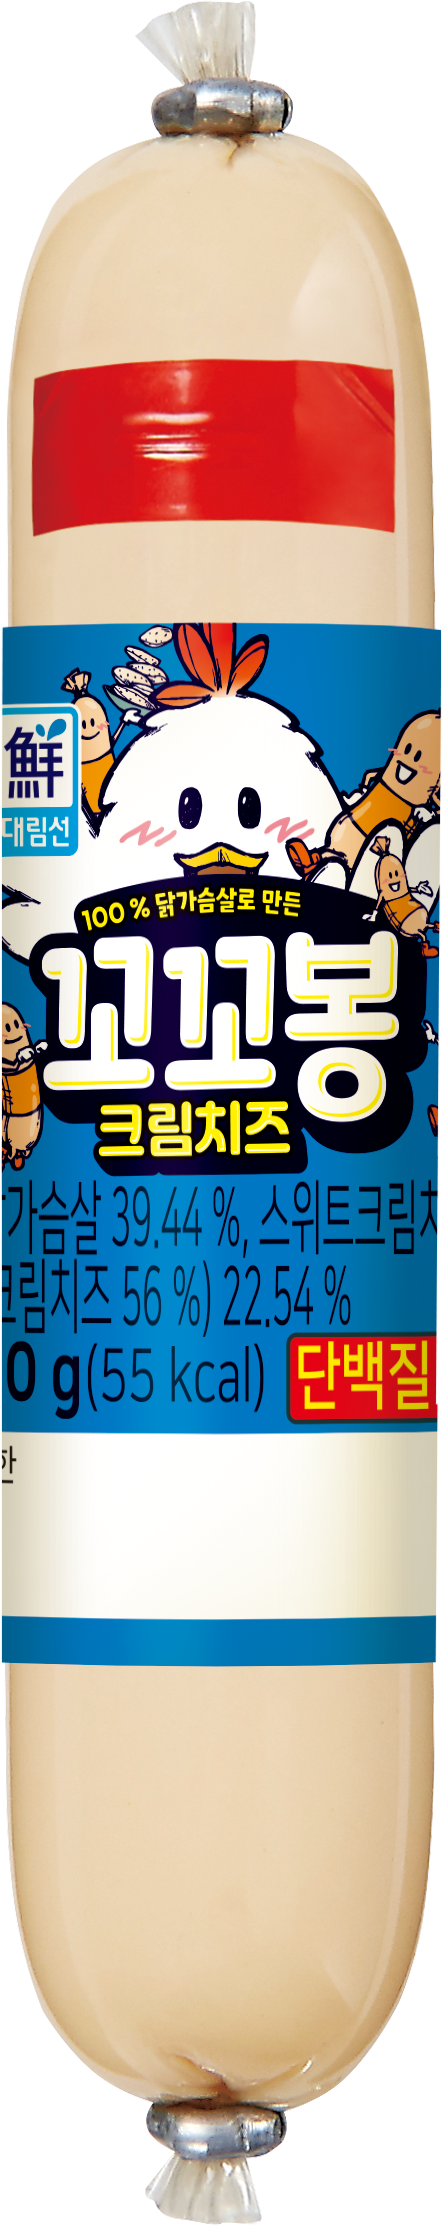 鮮
대림선
100 % 닭가슴살로 만든
꼬꼬봉
크림치즈
가슴살 39.44 %, 스위트크림치
크림치즈 56 %) 22.54 %
0 g(55 kcal) 단백질
한